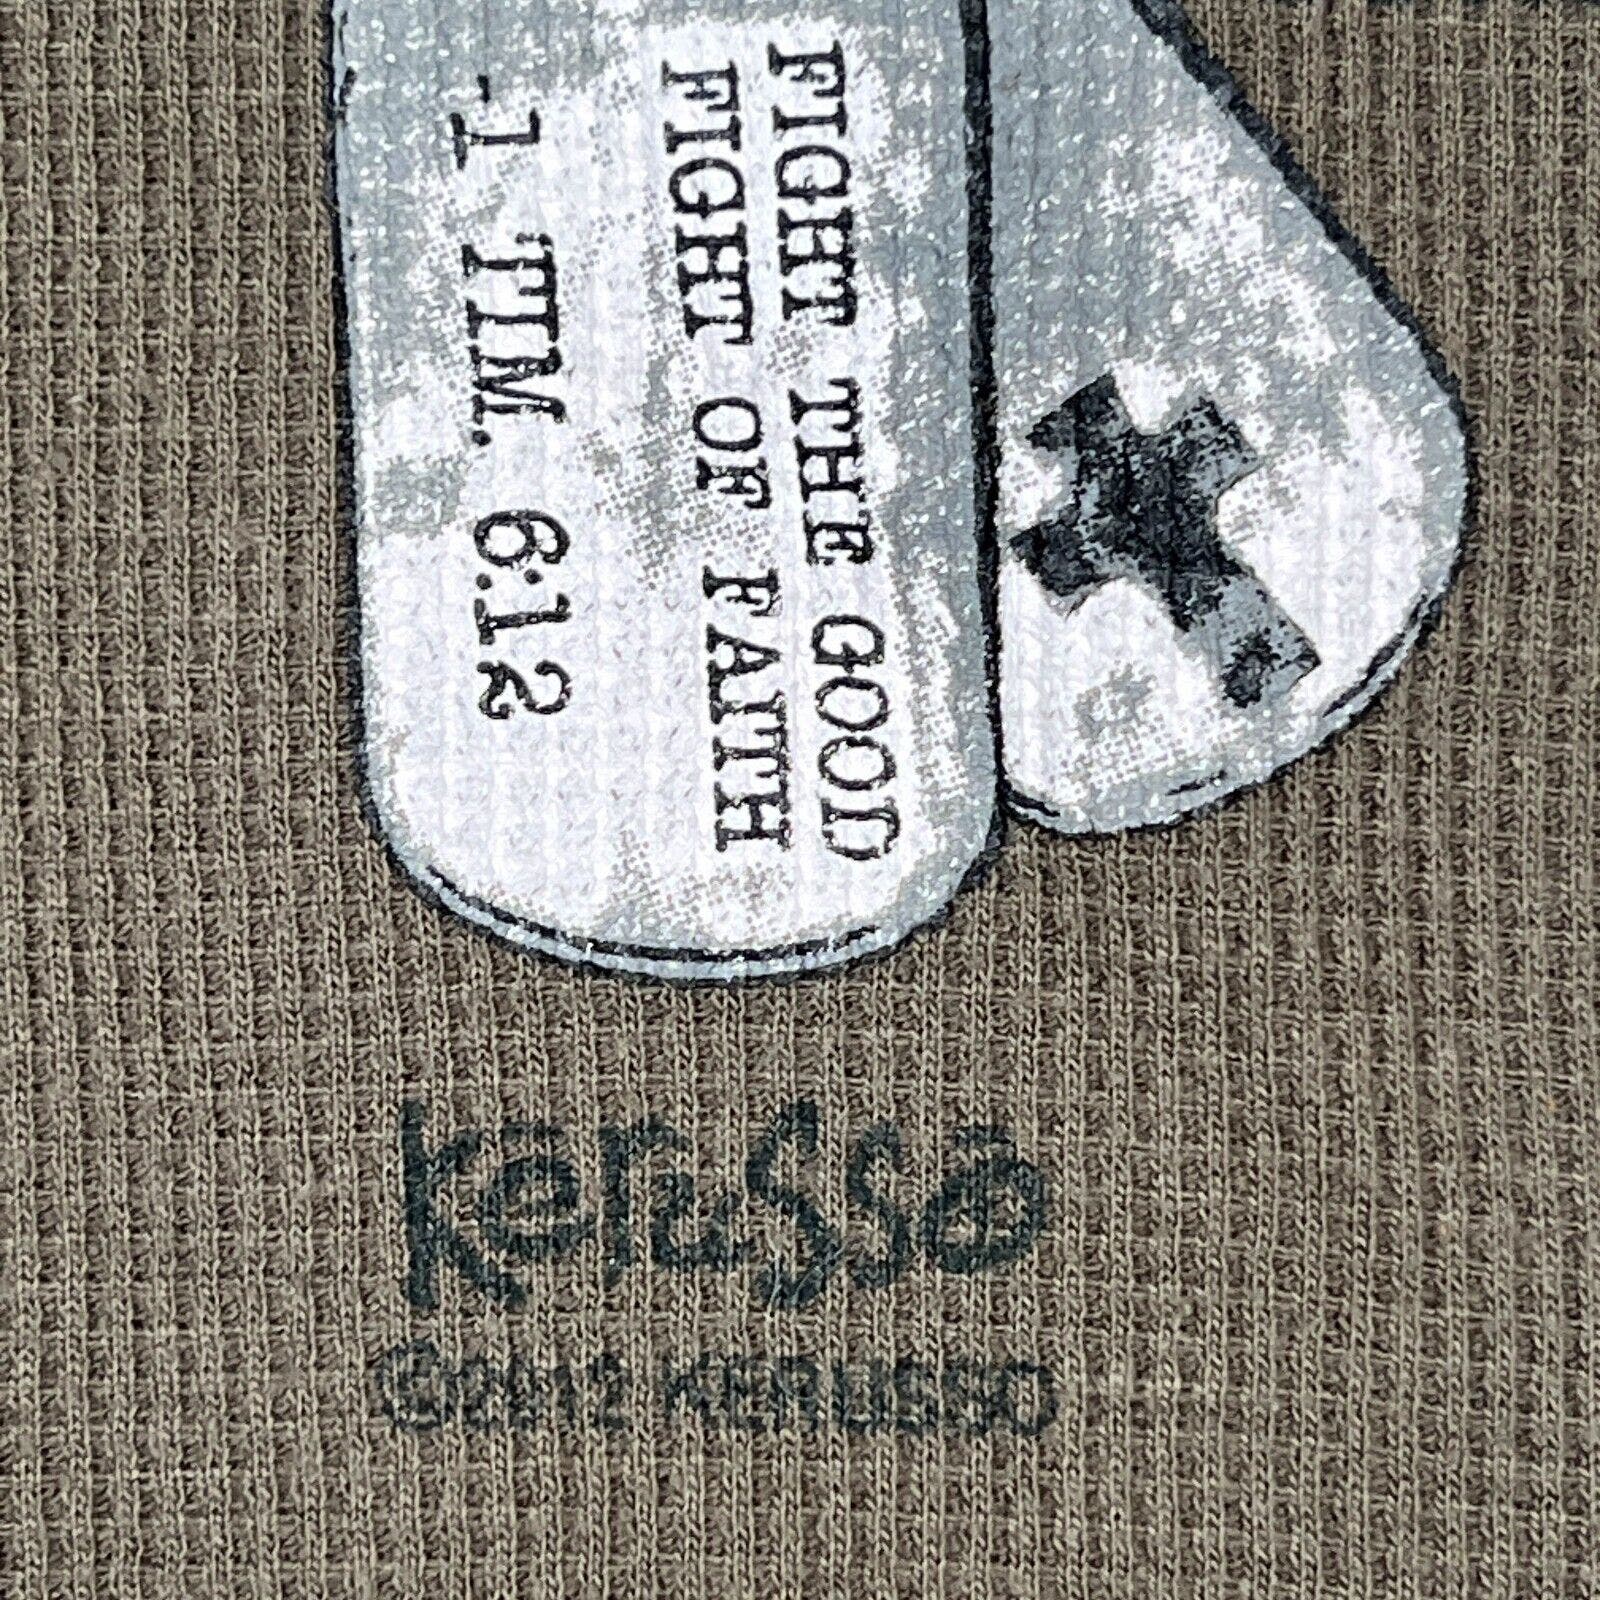 FIGHT THE GOOD
FIGHT OF FAITH
-1 TIM. 6:12
Kerusso
©2012 KERUSSO